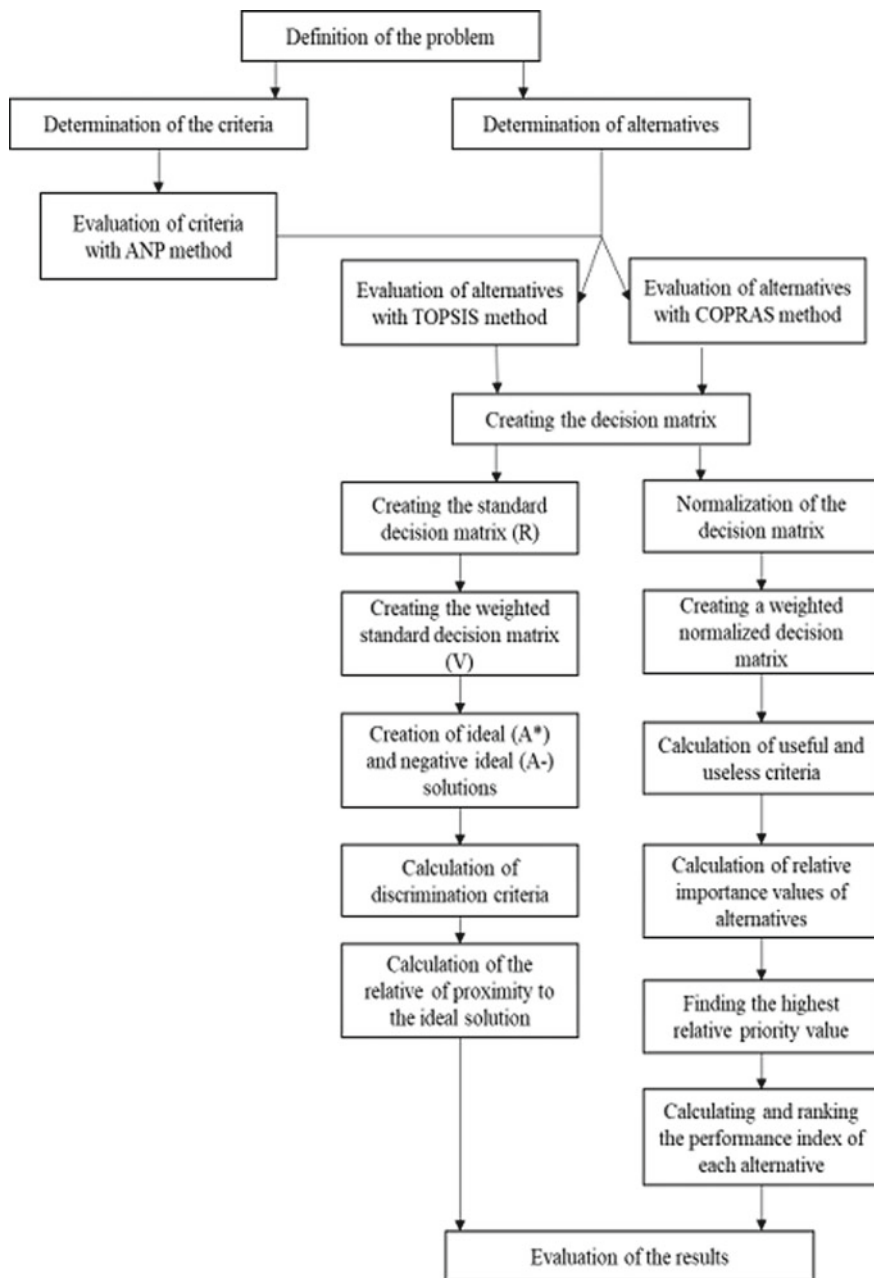 Definition of the problem
Determination of the criteria
Determination of alternatives
Evaluation of criteria
with ANP method
Evaluation of alternatives
with TOPSIS method
Evaluation of alternatives
with COPRAS method
Creating the decision matrix
Creating the standard
decision matrix (R)
Creating the weighted
standard decision matrix
(V)
Creation of ideal (A*)
and negative ideal (A-)
solutions
Calculation of
discrimination criteria
Calculation of the
relative of proximity to
the ideal solution
Normalization of the
decision matrix
Creating a weighted
normalized decision
matrix
Calculation of useful and
useless criteria
Calculation of relative
importance values of
alternatives
Finding the highest
relative priority value
Calculating and ranking
the performance index of
each alternative
Evaluation of the results